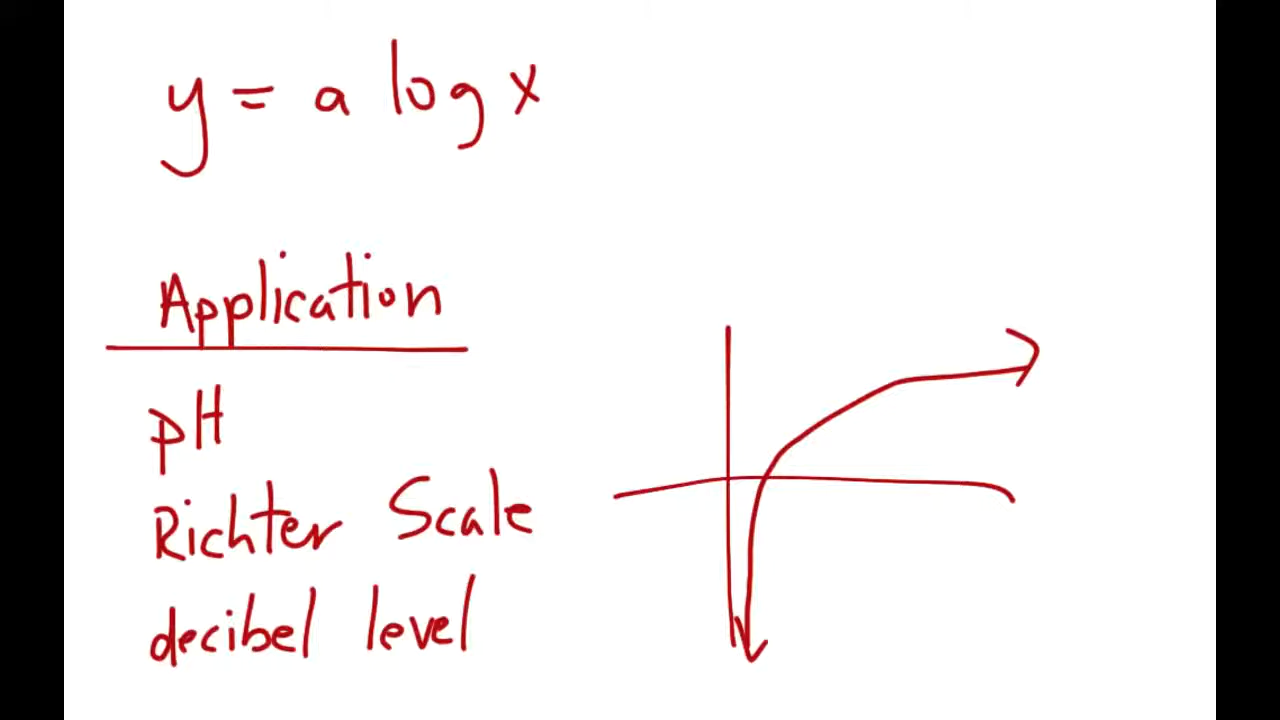 y = a log x
Application
pH
Richter Scale
decibel level